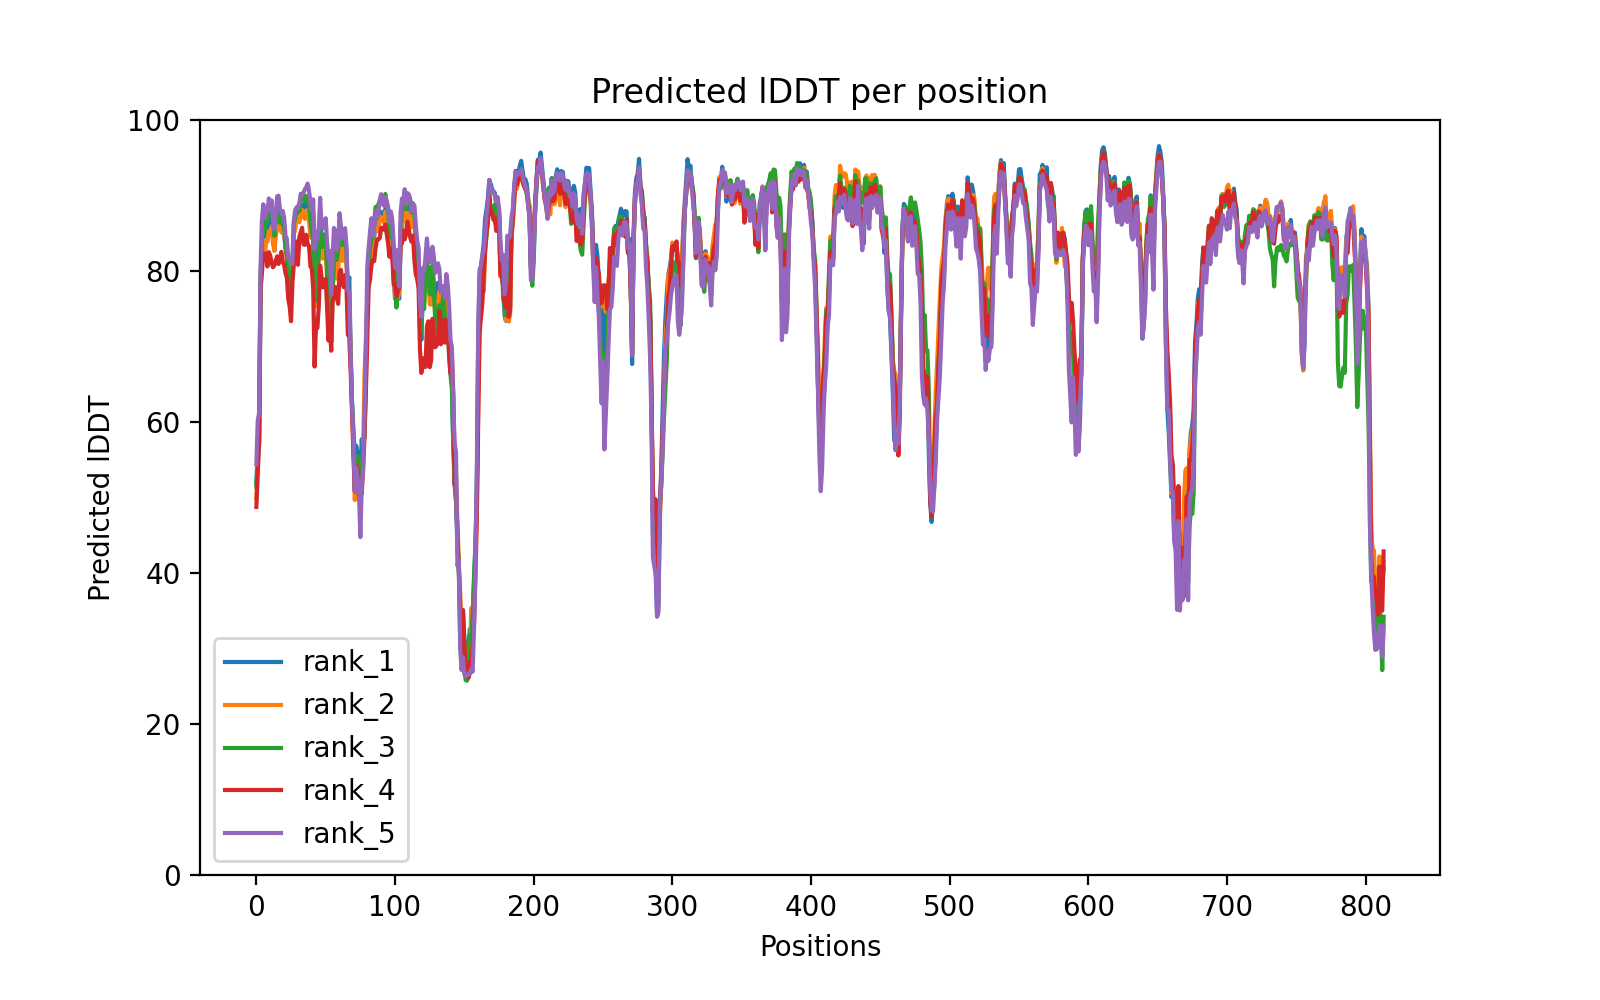 Predicted lDDT per position
100
80
60
40
20
0
Predicted lDDT
rank_1
rank_2
rank_3
rank_4
rank_5
0 100 200 300 400 500 600 700 800
Positions